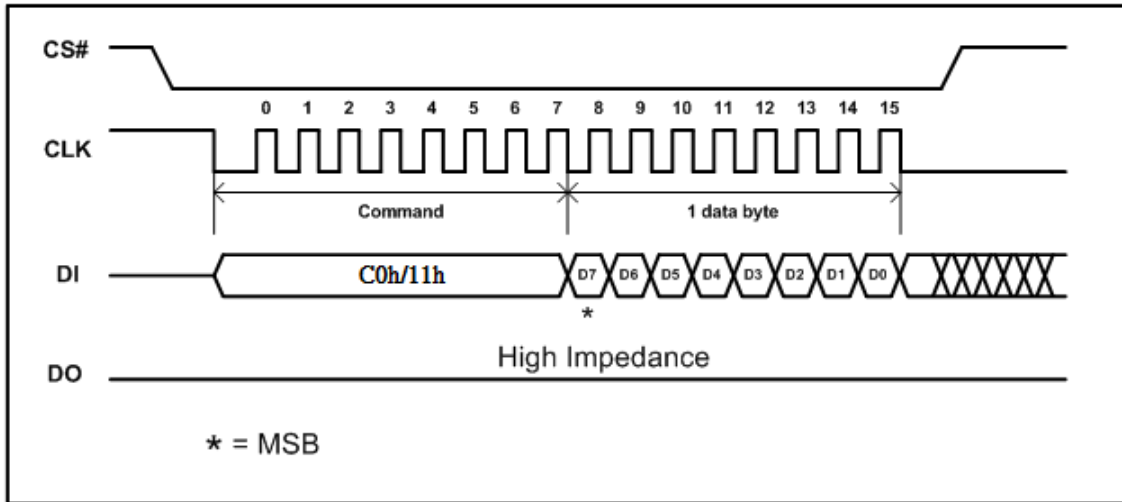 CS#
0 1 2 3 4 5 6 7 8 9 10 11 12 13 14 15
CLK
Command 1 data byte
DI C0h/11h D7 D6 D5 D4 D3 D2 D1 D0
*
High Impedance
DO
* = MSB